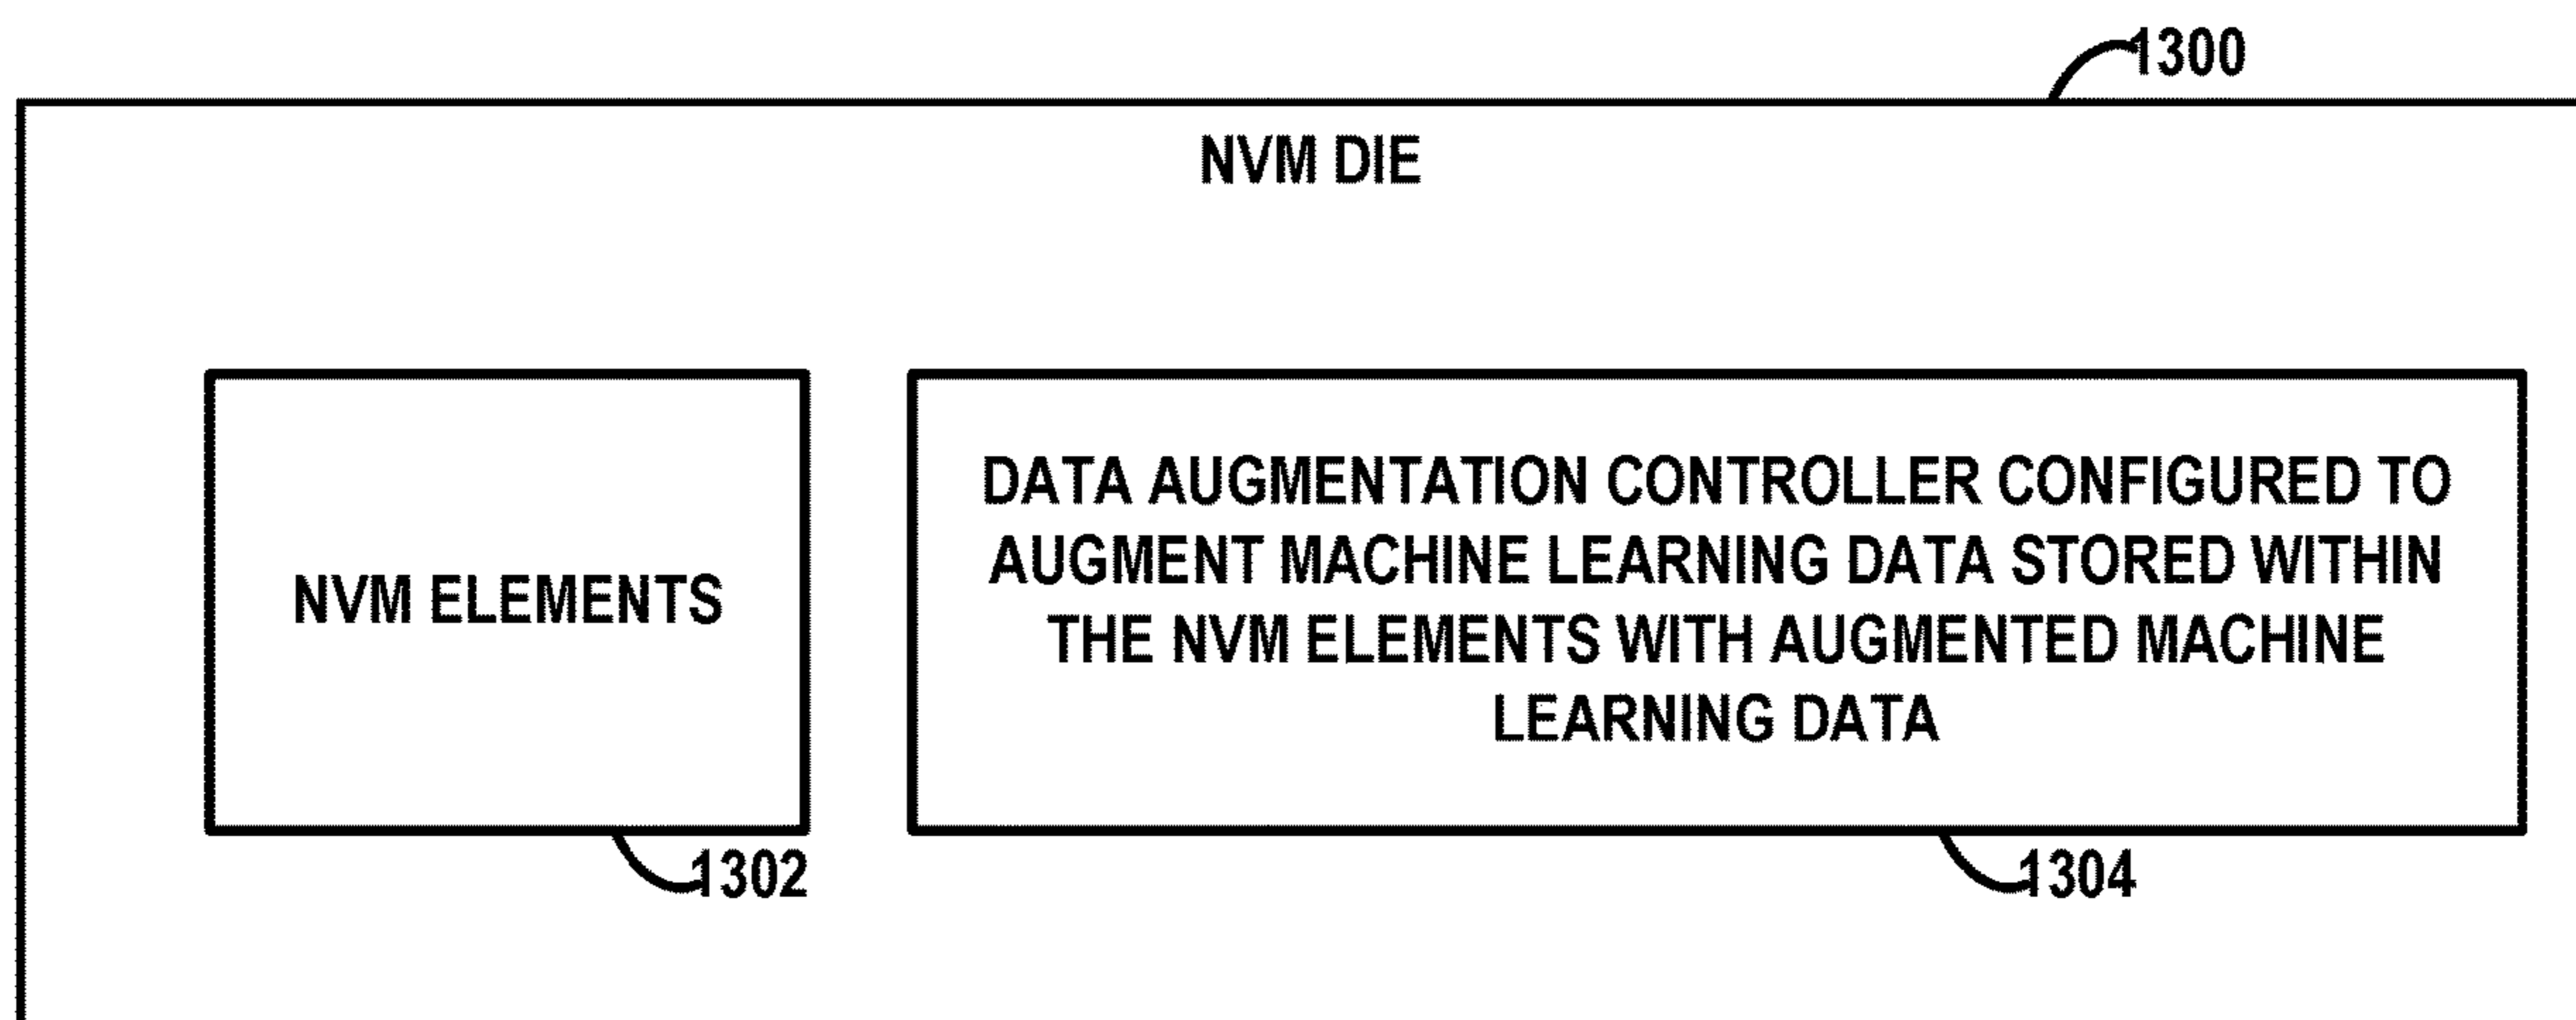 1300
NVM DIE
NVM ELEMENTS
1302
DATA AUGMENTATION CONTROLLER CONFIGURED TO
AUGMENT MACHINE LEARNING DATA STORED WITHIN
THE NVM ELEMENTS WITH AUGMENTED MACHINE
LEARNING DATA
1304